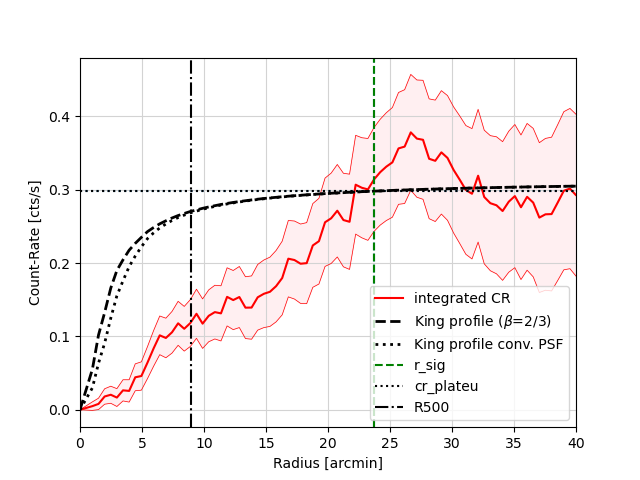 0.4
0.3
0.2
0.1
0.0
Count-Rate [cts/s]
integrated CR
King profile (β=2/3)
King profile conv. PSF
r_sig
cr_plateu
R500
0 5 10 15 20 25 30 35 40
Radius [arcmin]